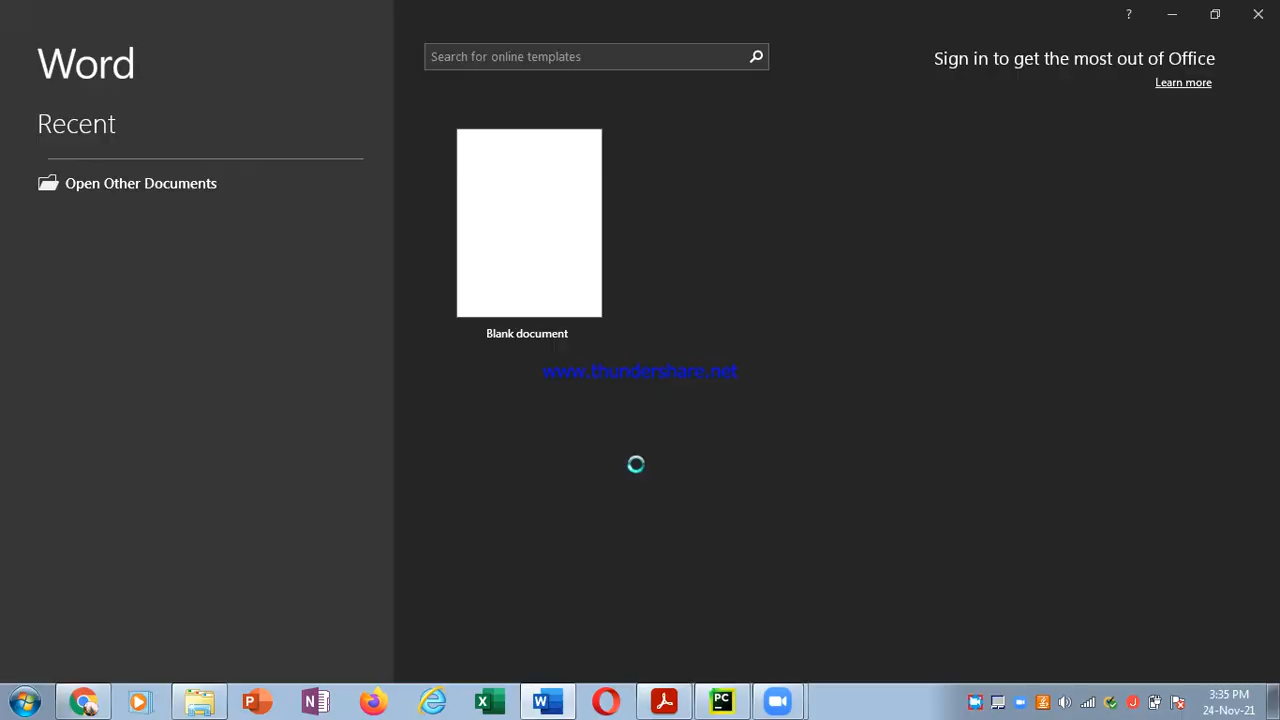 Word
Recent
Open Other Documents
Search for online templates
Sign in to get the most out of Office
Learn more
?
Blank document
www.thundershare.net
PC
3:35 PM
24-Nov-21